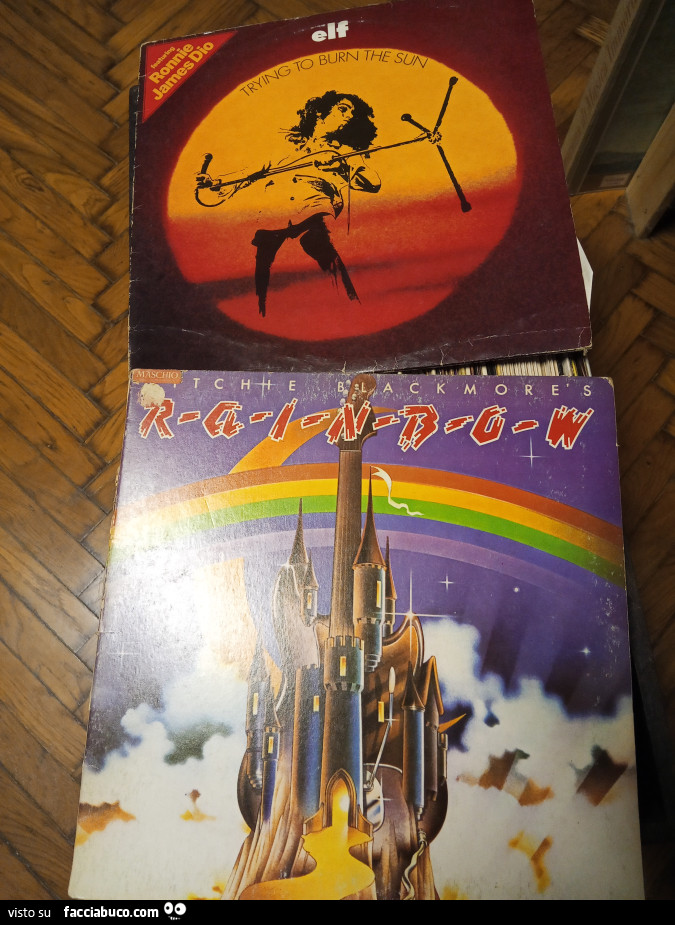 elf
featuring
Ronnie
James Dio
TRYING TO BURN THE SUN
MASCHIO
TCHIE BLACKMORE'S
R-A-I-N-B-O-W
visto su facciabuco.com